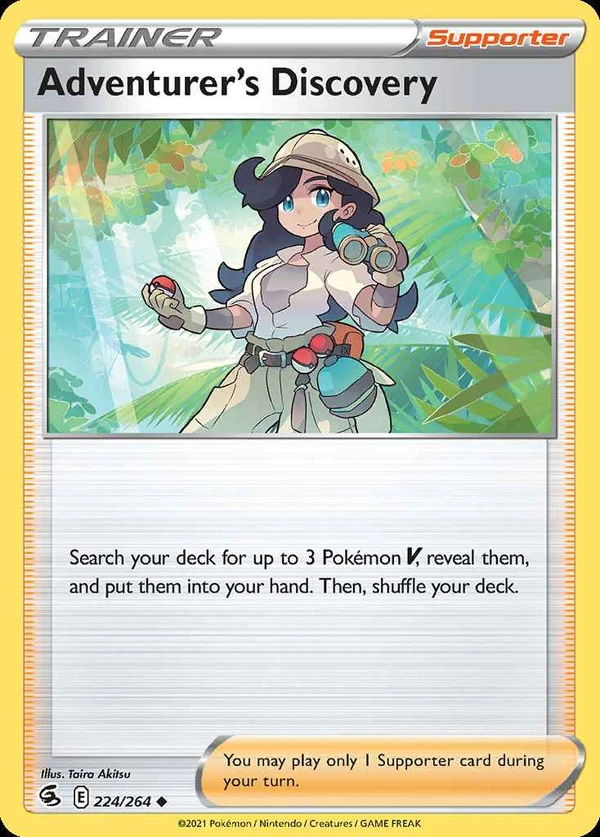 TRAINER
Supporter
Adventurer's Discovery
Search your deck for up to 3 Pokémon V, reveal them,
and put them into your hand. Then, shuffle your deck.
You may play only 1 Supporter card during
your turn.
Illus. Taira Akitsu
E 224/264 ◆
©2021 Pokémon / Nintendo / Creatures / GAME FREAK